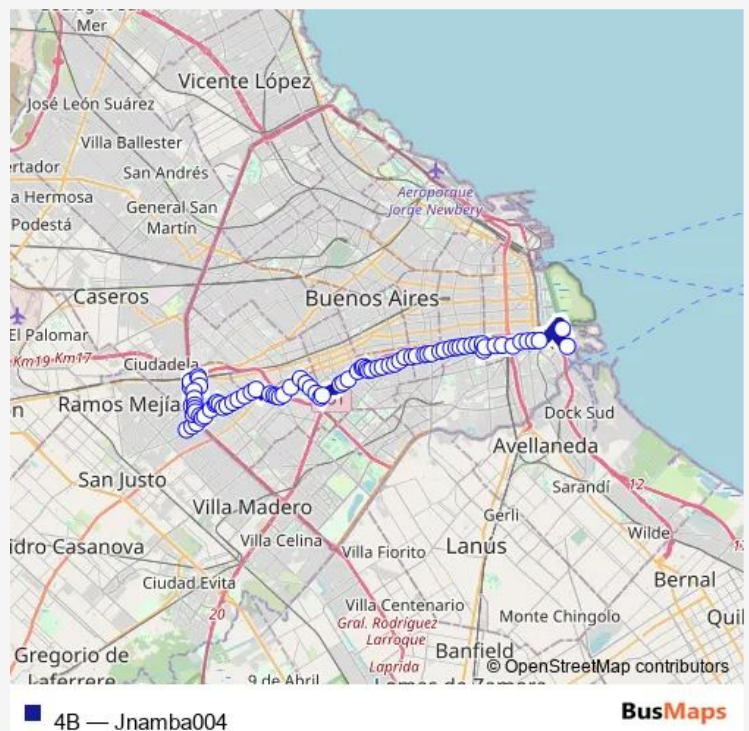 Mer
Vicente López
José León Suárez
Villa Ballester
San Andrés
a Hermosa
General San
Martín
Podestá
Aeroparque
Jorge Newbery
Caseros
Buenos Aires
El Palomar
Km19-Km17
Ciudadela
Ramos Mejía
Dock Sud
Avellaneda
San Justo
Sarandí
12
Villa Madero
Gerli
Wilde
idro Casanova
Villa Celina
Villa Fiorito
Lanús
Ciudad Evita
Bernal
20
Villa Centenario
Monte Chingolo
Quil
Gral. Rodríguez
Larroque
Gregorio de
Laferrere
Banfield
Laprida
© OpenStreetMap contributors
9 de Abril
4B — Jnamba004
BusMaps